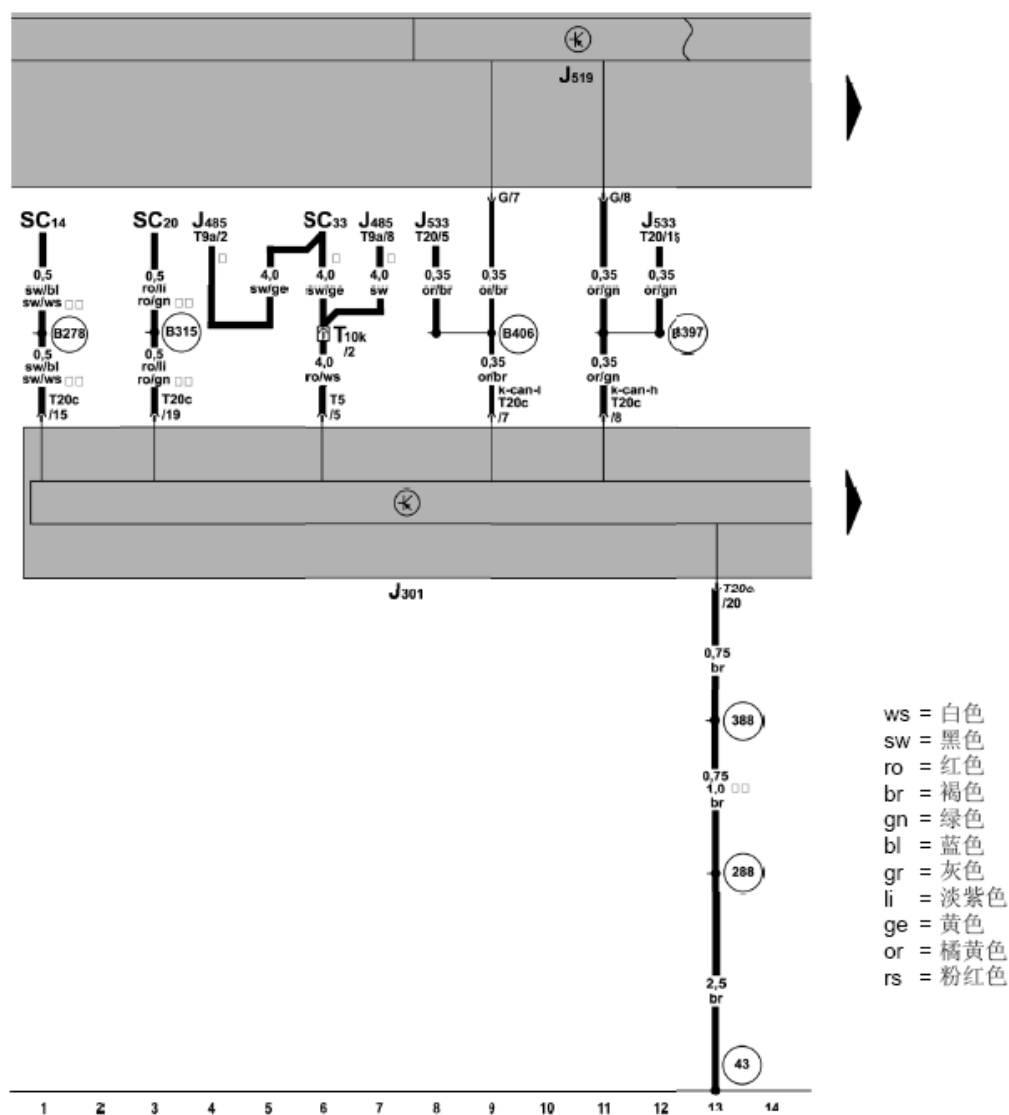 J519
G/7
G/8
SC14
SC20
J485
T9a/2
SC33
J485
T9a/8
J533
T20/5
J533
0,5
sw/bl
sw/ws
0,5
ro/li
ro/gn
4,0
4,0
sw/ge
4,0
sw
0,35
or/br
0,35
or/br
0,35
or/gn
0,35
or/gn
B278
B315
T10k
/2
B406
0,5
sw/bl
sw/ws
0,5
ro/li
ro/gn
4,0
ro/ws
0,35
or/br
0,35
or/gn
T20c
/15
T20c
/19
T5
/5
k-can-l
T20c
/7
k-can-h
T20c
/8
J301
/20
0,75
br
388
0,75
1,0
br
288
2,5
br
43
ws = 白色
sw = 黑色
ro = 红色
br = 褐色
gn = 绿色
bl = 蓝色
gr = 灰色
li = 淡紫色
ge = 黄色
or = 橘黄色
rs = 粉红色
1 2 3 4 5 6 7 8 9 10 11 12 13 14